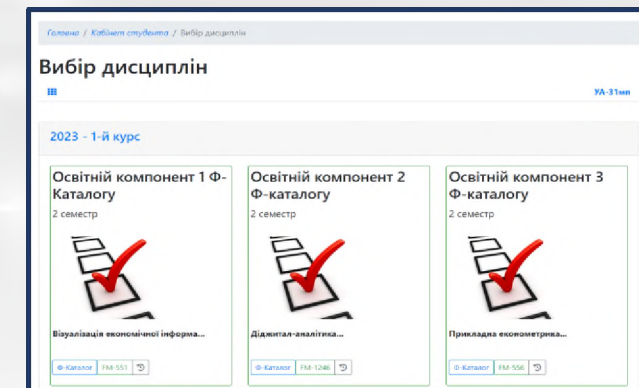 Головна / Кабінет студента / Вибір дисциплін
Вибір дисциплін
УА-31мп
2023 - 1-й курс
Освітній компонент 1 Ф-
Каталогу
2 семестр
Візуалізація економічної інформа...
Ф-Каталог FM-551
Освітній компонент 2
Ф-каталогу
2 семестр
Діджитал-аналітика...
Ф-Каталог FM-1246
Освітній компонент 3
Ф-каталогу
2 семестр
Прикладна економетрика...
Ф-Каталог FM-556